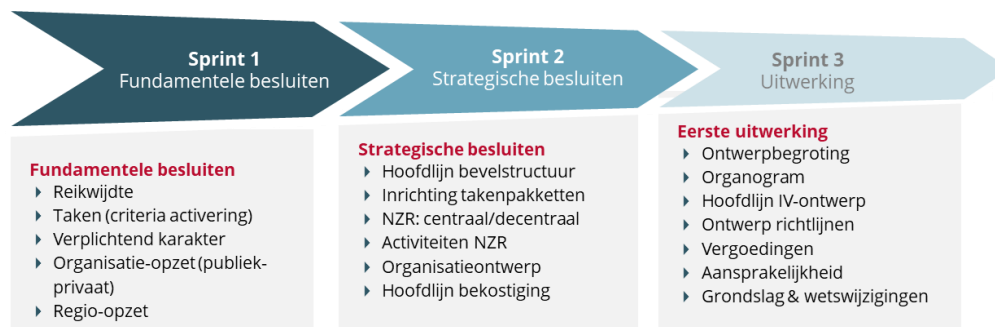 Sprint 1
Fundamentele besluiten
Sprint 2
Strategische besluiten
Sprint 3
Uitwerking
Fundamentele besluiten
Reikwijdte
Taken (criteria activering)
Verplichtend karakter
Organisatie-opzet (publiek-
privaat)
Regio-opzet
Strategische besluiten
Hoofdlijn bevelstructuur
Inrichting takenpakketten
NZR: centraal/decentraal
Activiteiten NZR
Organisatieontwerp
Hoofdlijn bekostiging
Eerste uitwerking
Ontwerpbegroting
Organogram
Hoofdlijn IV-ontwerp
Ontwerp richtlijnen
Vergoedingen
Aansprakelijkheid
Grondslag & wetswijzigingen